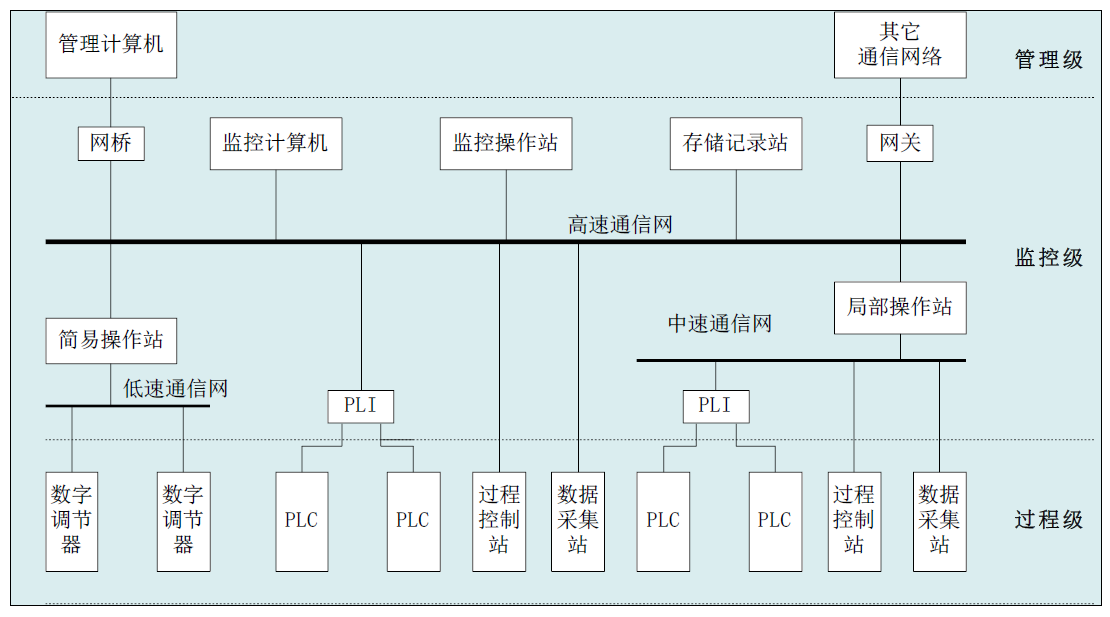 管理计算机
其它
通信网络
管理级
网桥
监控计算机
监控操作站
存储记录站
网关
高速通信网
监控级
简易操作站
局部操作站
中速通信网
低速通信网
PLI
PLI
数字
调节
器
数字
调节
器
PLC
PLC
过程
控制
站
数据
采集
站
PLC
PLC
过程
控制
站
数据
采集
站
过程级